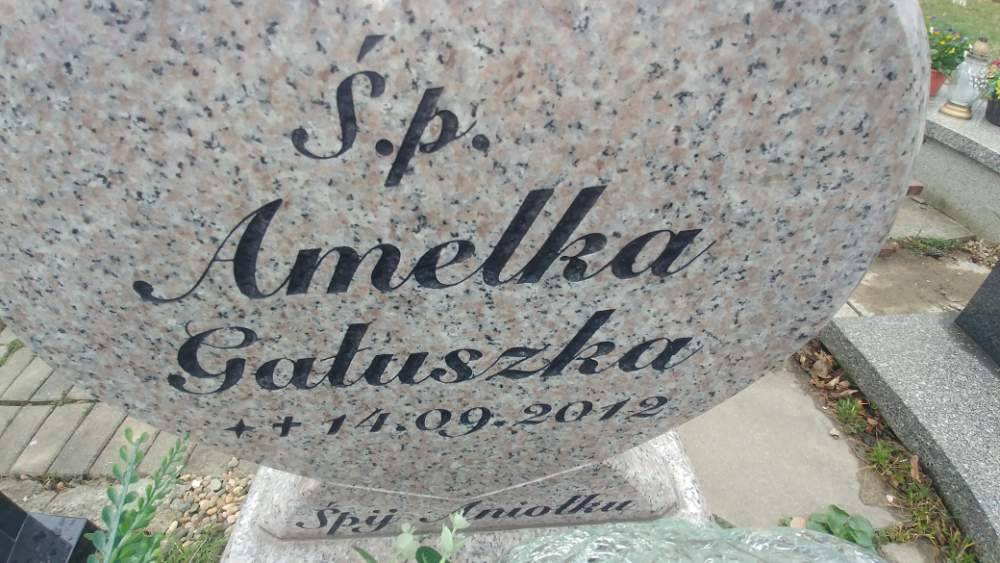 Ś.p.
Amelka
Gałuszka
✦ + 14.09.2012
Śpij Aniołku